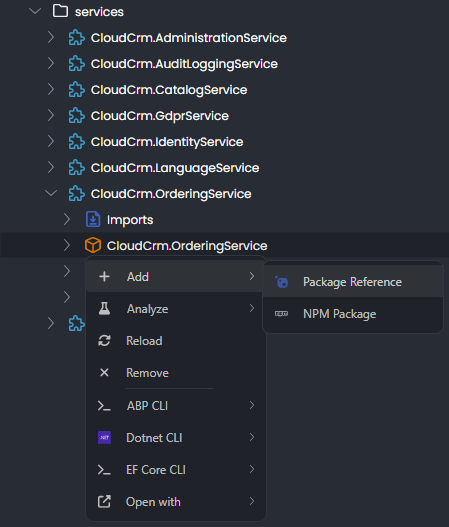 services
CloudCrm.AdministrationService
CloudCrm.AuditLoggingService
CloudCrm.CatalogService
CloudCrm.GdprService
CloudCrm.IdentityService
CloudCrm.LanguageService
CloudCrm.OrderingService
Imports
CloudCrm.OrderingService
Add
Package Reference
Analyze
NPM Package
Reload
Remove
ABP CLI
.NET Dotnet CLI
EF Core CLI
Open with